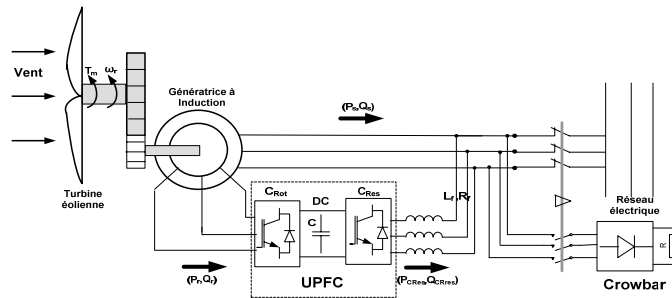 Vent
Tm ωr
Génératrice à
Induction
(Ps,Qs)
Turbine
éolienne
CRot
DC
CRes
C
Lf,Rf
(Pr,Qr)
UPFC
(PCRes,QCRes)
Réseau
électrique
R
Crowbar